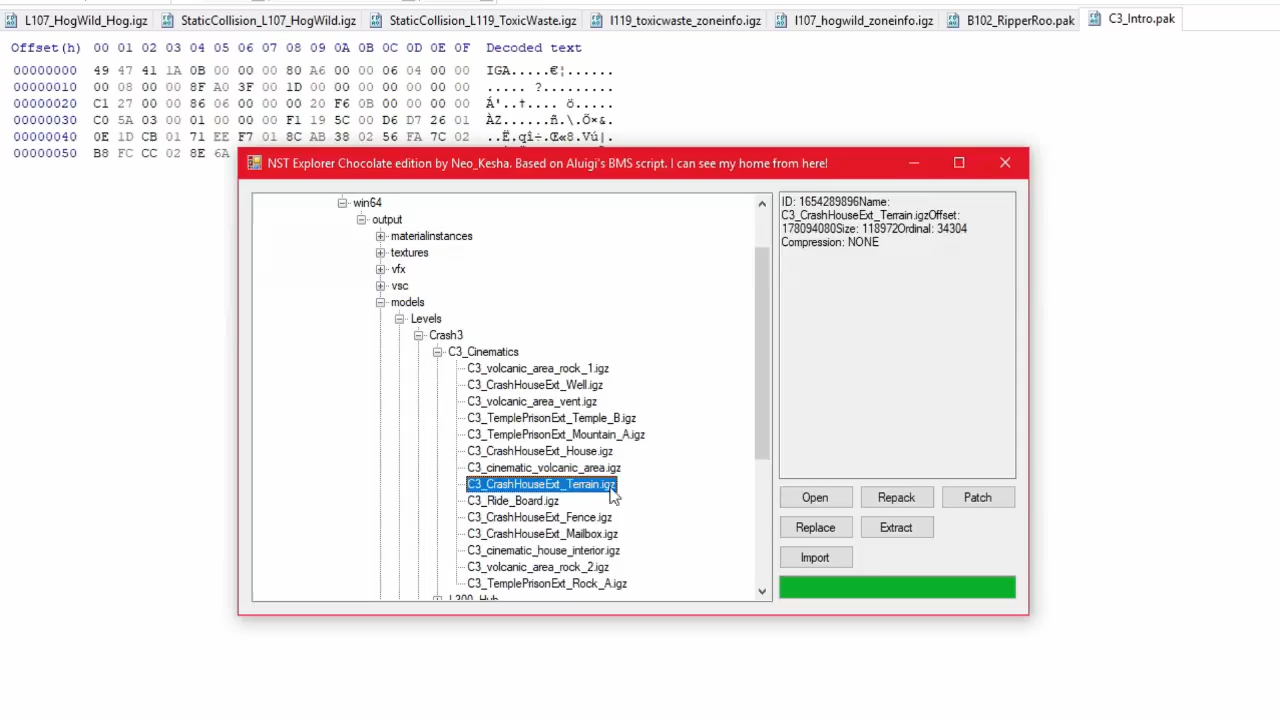 L107_HogWild_Hog.igz StaticCollision_L107_HogWild.igz StaticCollision_L119_ToxicWaste.igz l119_toxicwaste_zoneinfo.igz l107_hogwild_zoneinfo.igz B102_RipperRoo.pak C3_Intro.pak
Offset(h) 00 01 02 03 04 05 06 07 08 09 0A 0B 0C 0D 0E 0F Decoded text
00000000 49 47 41 1A 0B 00 00 00 80 A6 00 00 06 04 00 00 IGA.....€¦......
00000010 00 08 00 00 8F A0 3F 00 1D 00 00 00 00 00 00 00 ..... ?.........
00000020 C1 27 00 00 86 06 00 00 00 20 F6 0B 00 00 00 00 Á'..†.... ö.....
00000030 C0 5A 03 00 01 00 00 00 F1 19 5C 00 D6 D7 26 01 ÀZ......ñ.\.Ö×&.
00000040 0E 1D CB 01 71 EE F7 01 8C AB 38 02 56 FA 7C 02 ..Ë.qî÷.Œ«8.Vú|.
00000050 B8 FC CC 02 8E 6A
NST Explorer Chocolate edition by Neo_Kesha. Based on Aluigi's BMS script. I can see my home from here!
win64
output
materialinstances
textures
vfx
vsc
models
Levels
Crash3
C3_Cinematics
C3_volcanic_area_rock_1.igz
C3_CrashHouseExt_Well.igz
C3_volcanic_area_vent.igz
C3_TemplePrisonExt_Temple_B.igz
C3_TemplePrisonExt_Mountain_A.igz
C3_CrashHouseExt_House.igz
C3_cinematic_volcanic_area.igz
C3_CrashHouseExt_Terrain.igz
C3_Ride_Board.igz
C3_CrashHouseExt_Fence.igz
C3_CrashHouseExt_Mailbox.igz
C3_cinematic_house_interior.igz
C3_volcanic_area_rock_2.igz
C3_TemplePrisonExt_Rock_A.igz
L300_Hub
ID: 1654289896Name:
C3_CrashHouseExt_Terrain.igzOffset:
178094080Size: 118972Ordinal: 34304
Compression: NONE
Open Repack Patch
Replace Extract
Import